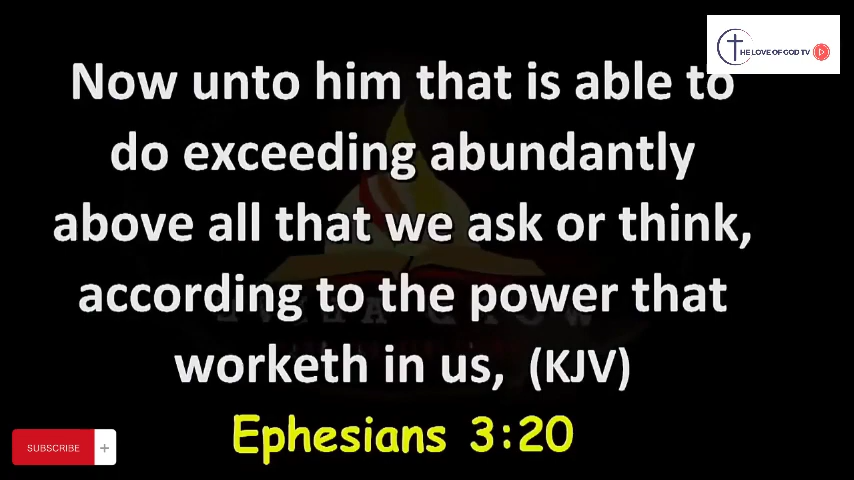 THE LOVE OF GOD TV
Now unto him that is able to
do exceeding abundantly
above all that we ask or think,
according to the power that
worketh in us, (KJV)
Ephesians 3:20
SUBSCRIBE +